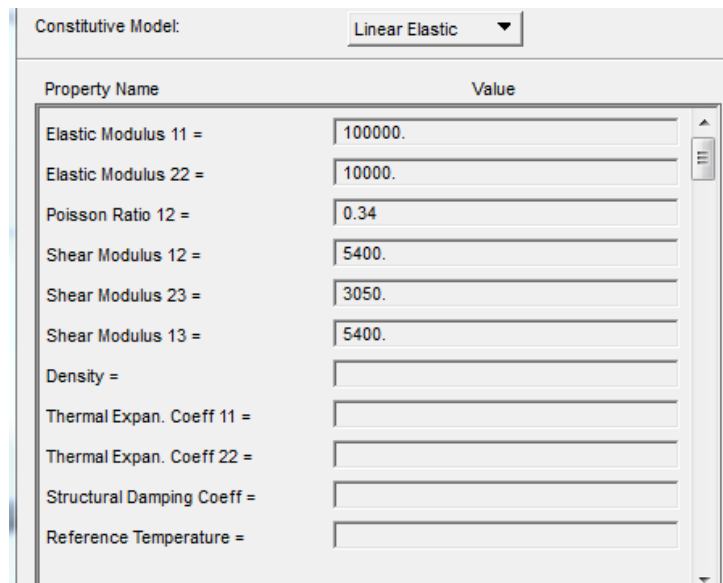 Constitutive Model: Linear Elastic
Property Name Value
Elastic Modulus 11 = 100000.
Elastic Modulus 22 = 10000.
Poisson Ratio 12 = 0.34
Shear Modulus 12 = 5400.
Shear Modulus 23 = 3050.
Shear Modulus 13 = 5400.
Density =
Thermal Expan. Coeff 11 =
Thermal Expan. Coeff 22 =
Structural Damping Coeff =
Reference Temperature =